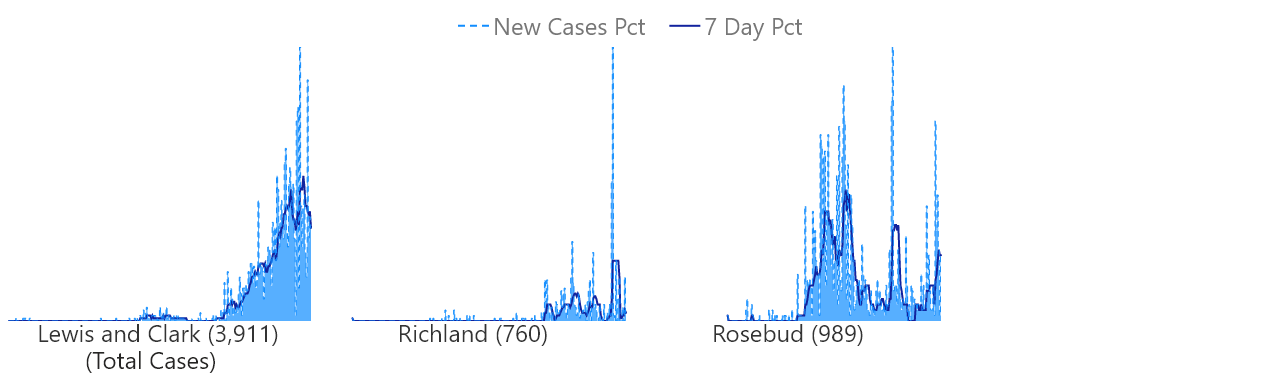 New Cases Pct 7 Day Pct
Lewis and Clark (3,911) Richland (760) Rosebud (989)
(Total Cases)